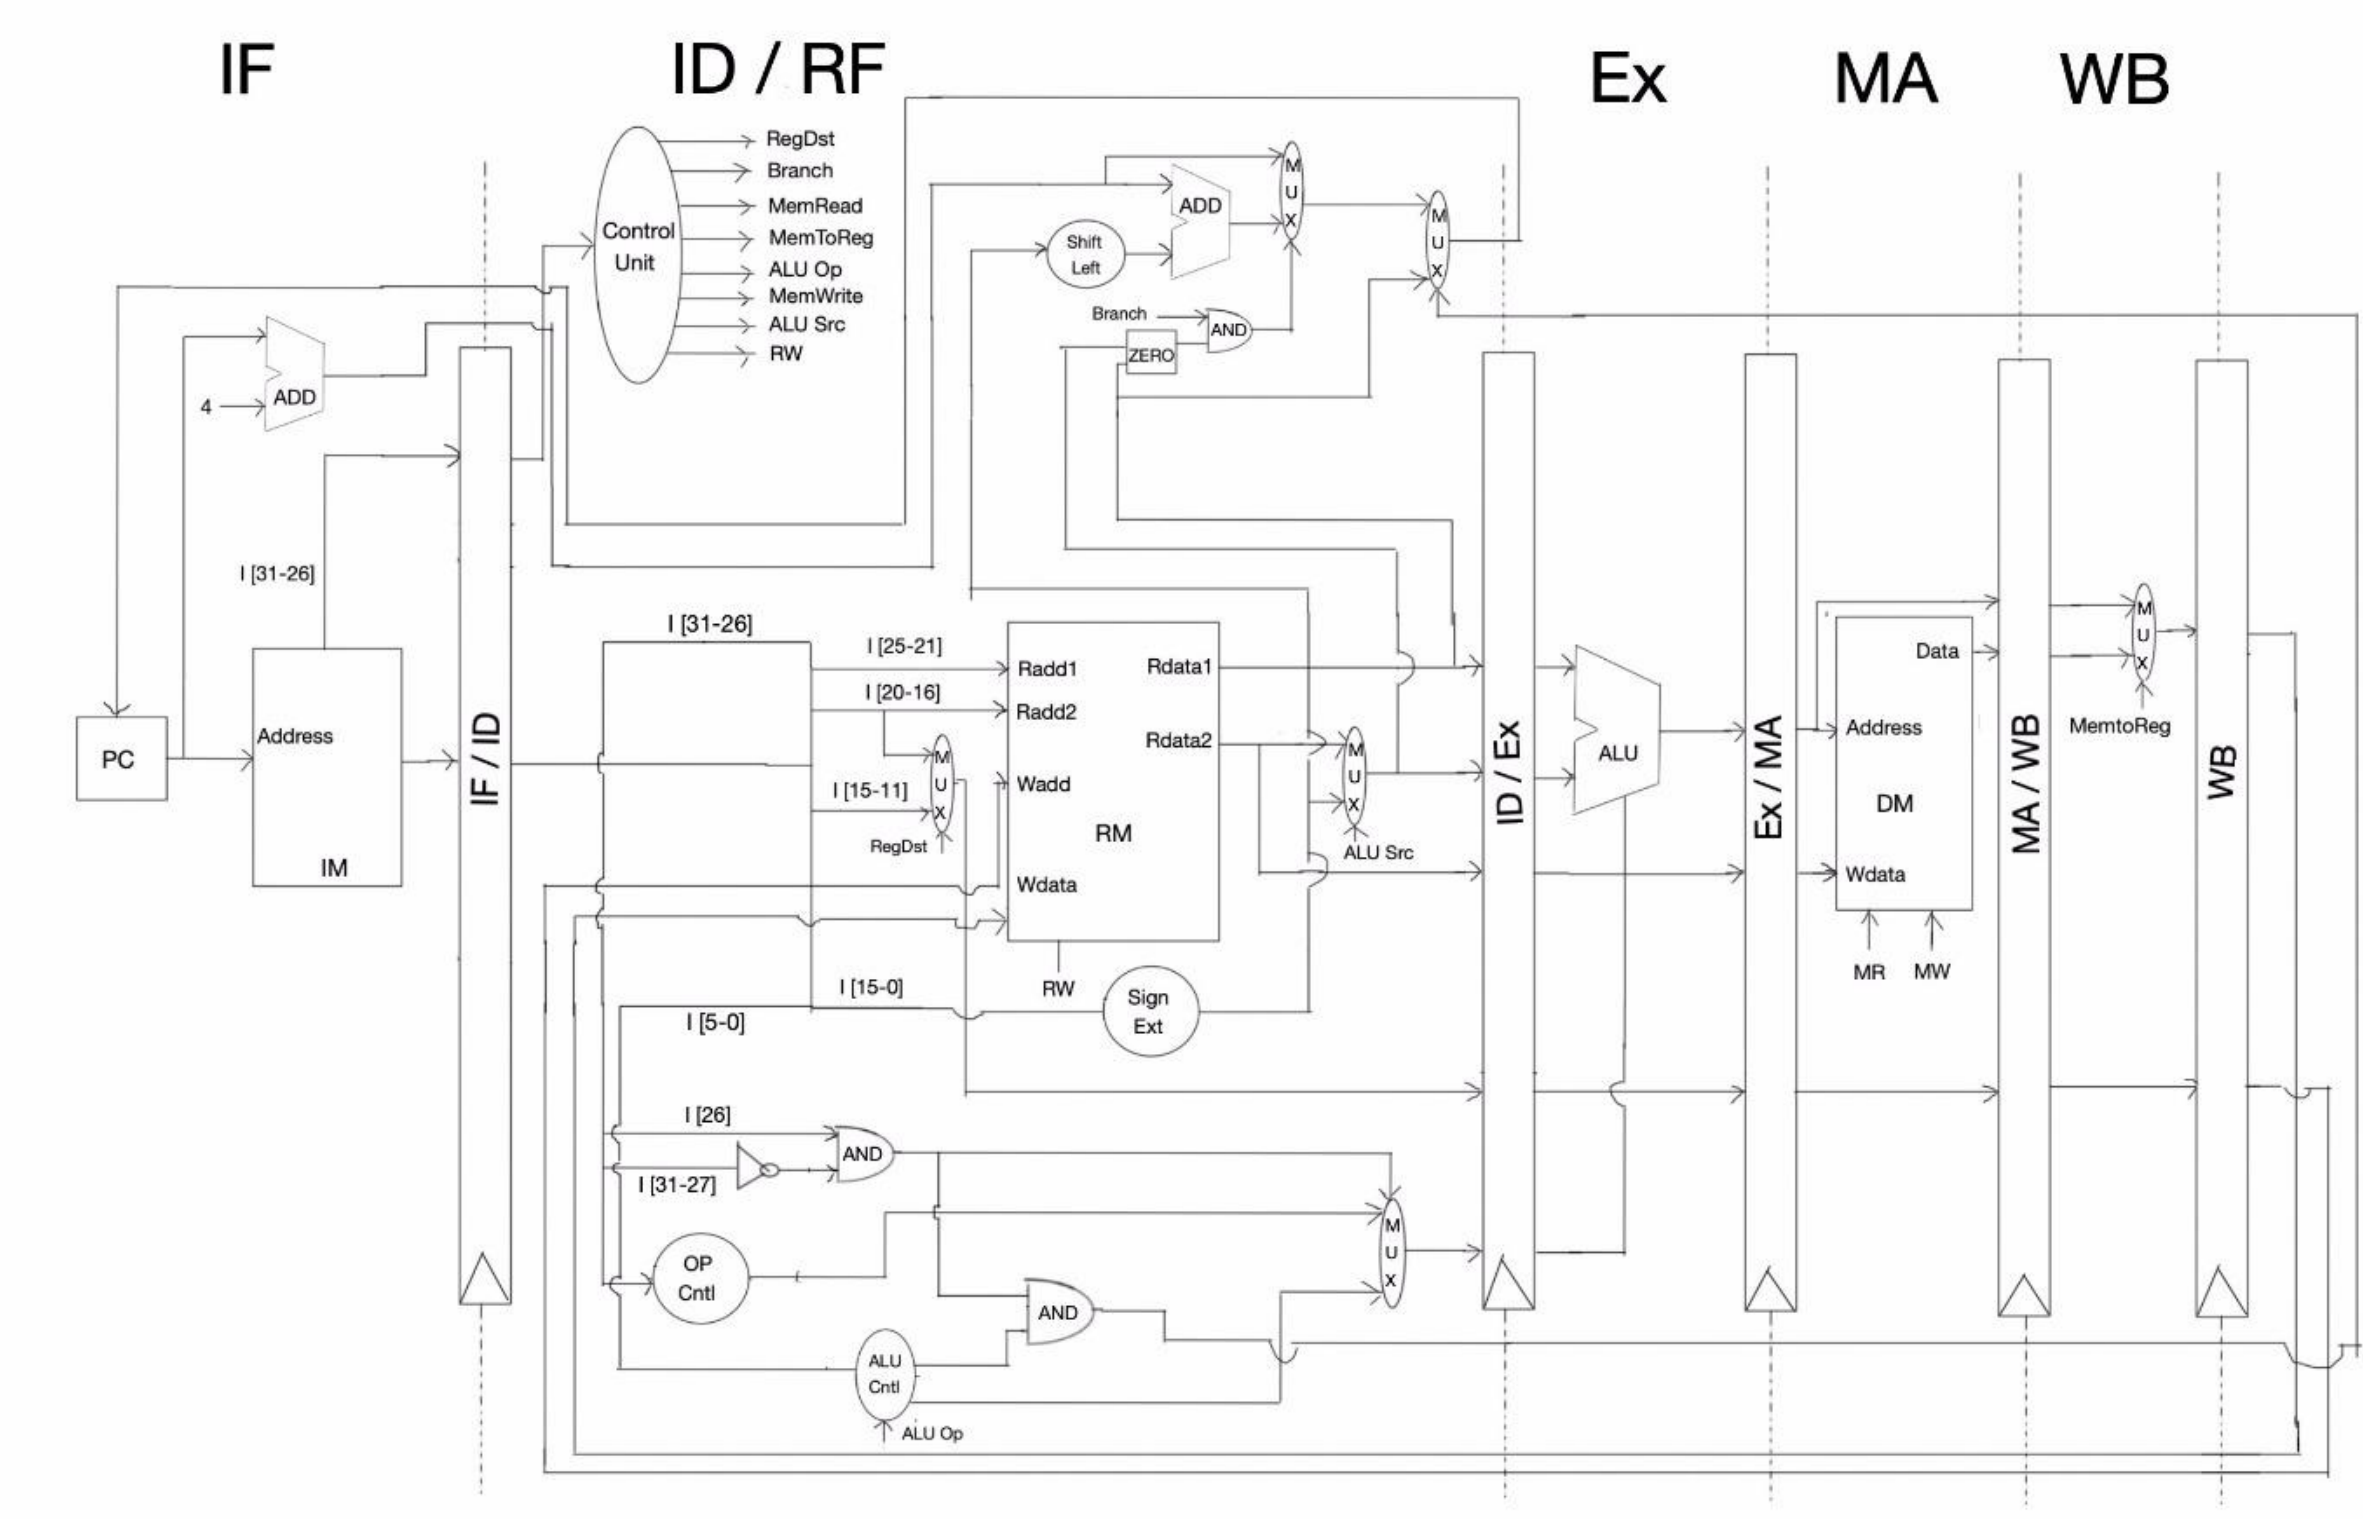 IF
ID / RF
Ex
MA
WB
RegDst
Branch
MemRead
MemToReg
ALU Op
MemWrite
ALU Src
RW
Control
Unit
ADD
4
I [31-26]
PC
Address
IM
IF / ID
ADD
Shift
Left
M
U
X
M
U
X
Branch
AND
ZERO
I [31-26]
I [25-21]
I [20-16]
I [15-11]
M
U
X
RegDst
Radd1
Radd2
Wadd
Wdata
Rdata1
Rdata2
RM
RW
M
U
X
ALU Src
I [15-0]
I [5-0]
Sign
Ext
I [26]
I [31-27]
AND
OP
Cntl
AND
ALU
Cntl
ALU Op
M
U
X
ID / Ex
ALU
Ex / MA
Data
Address
DM
Wdata
MR
MW
MA / WB
M
U
X
MemtoReg
WB